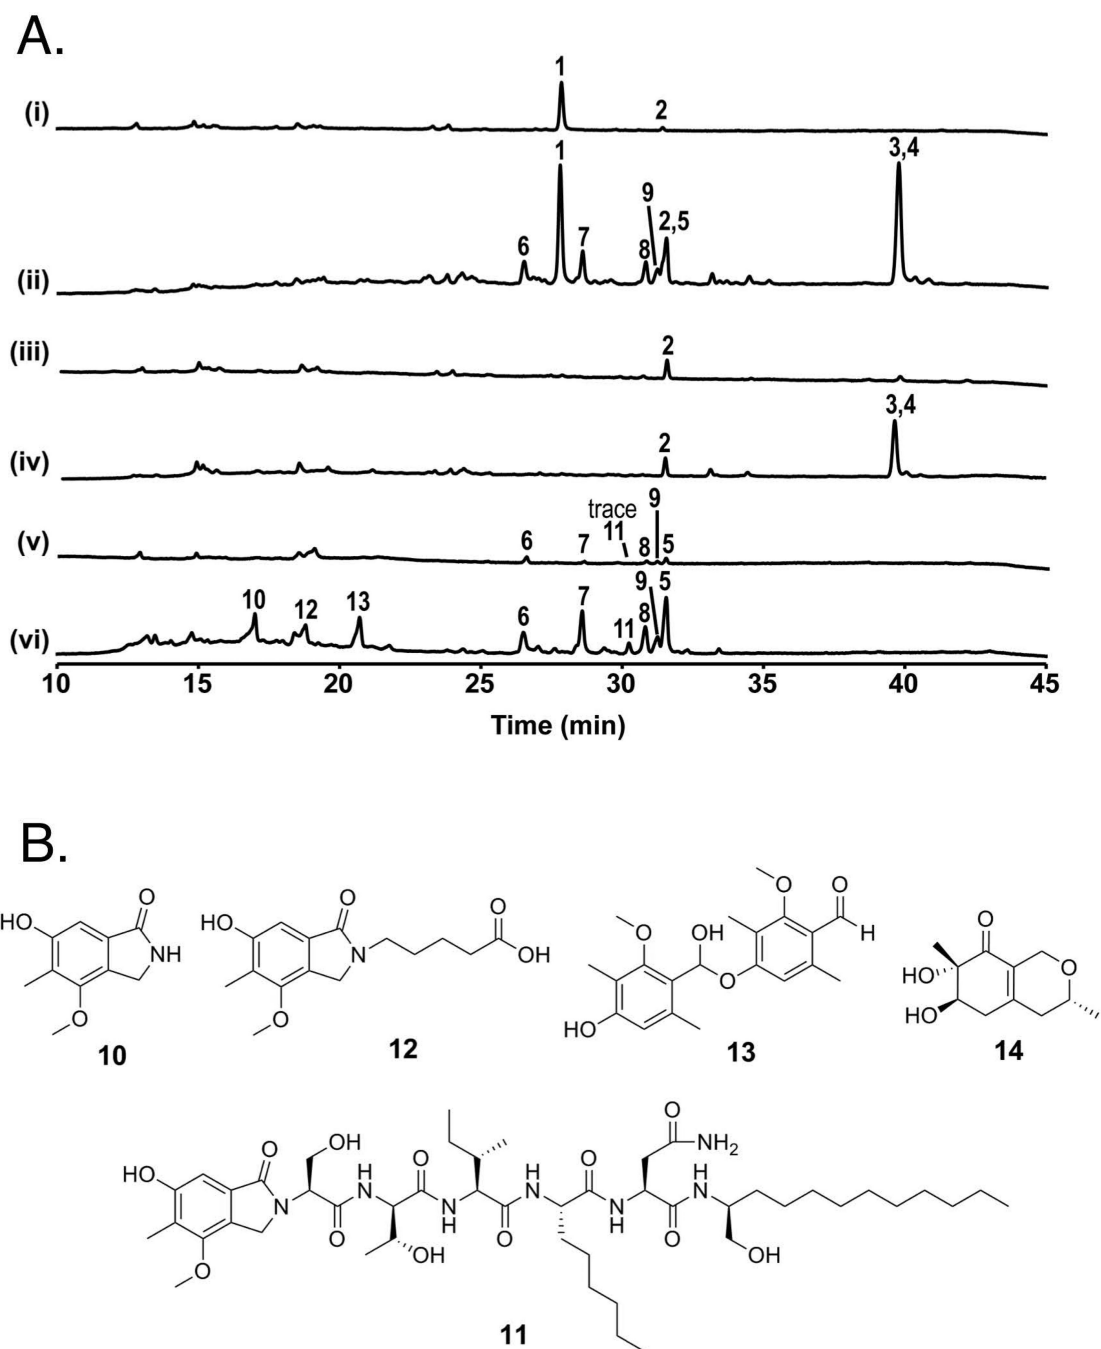 A.
(i) 1 2
(ii) 6 1 7 8 9 2,5 3,4
(iii) 2
(iv) 2 3,4
(v) 6 7 trace 11 8 9 5
(vi) 10 12 13 6 7 11 8 9 5
10 15 20 25 30 35 40 45
Time (min)
B.
HO O NH O
10
HO O N O O OH
12
O OH O O O H HO
13
O O HO HO
14
HO O N O OH O H N OH O N H O H N O N H O NH2 O H N OH
11